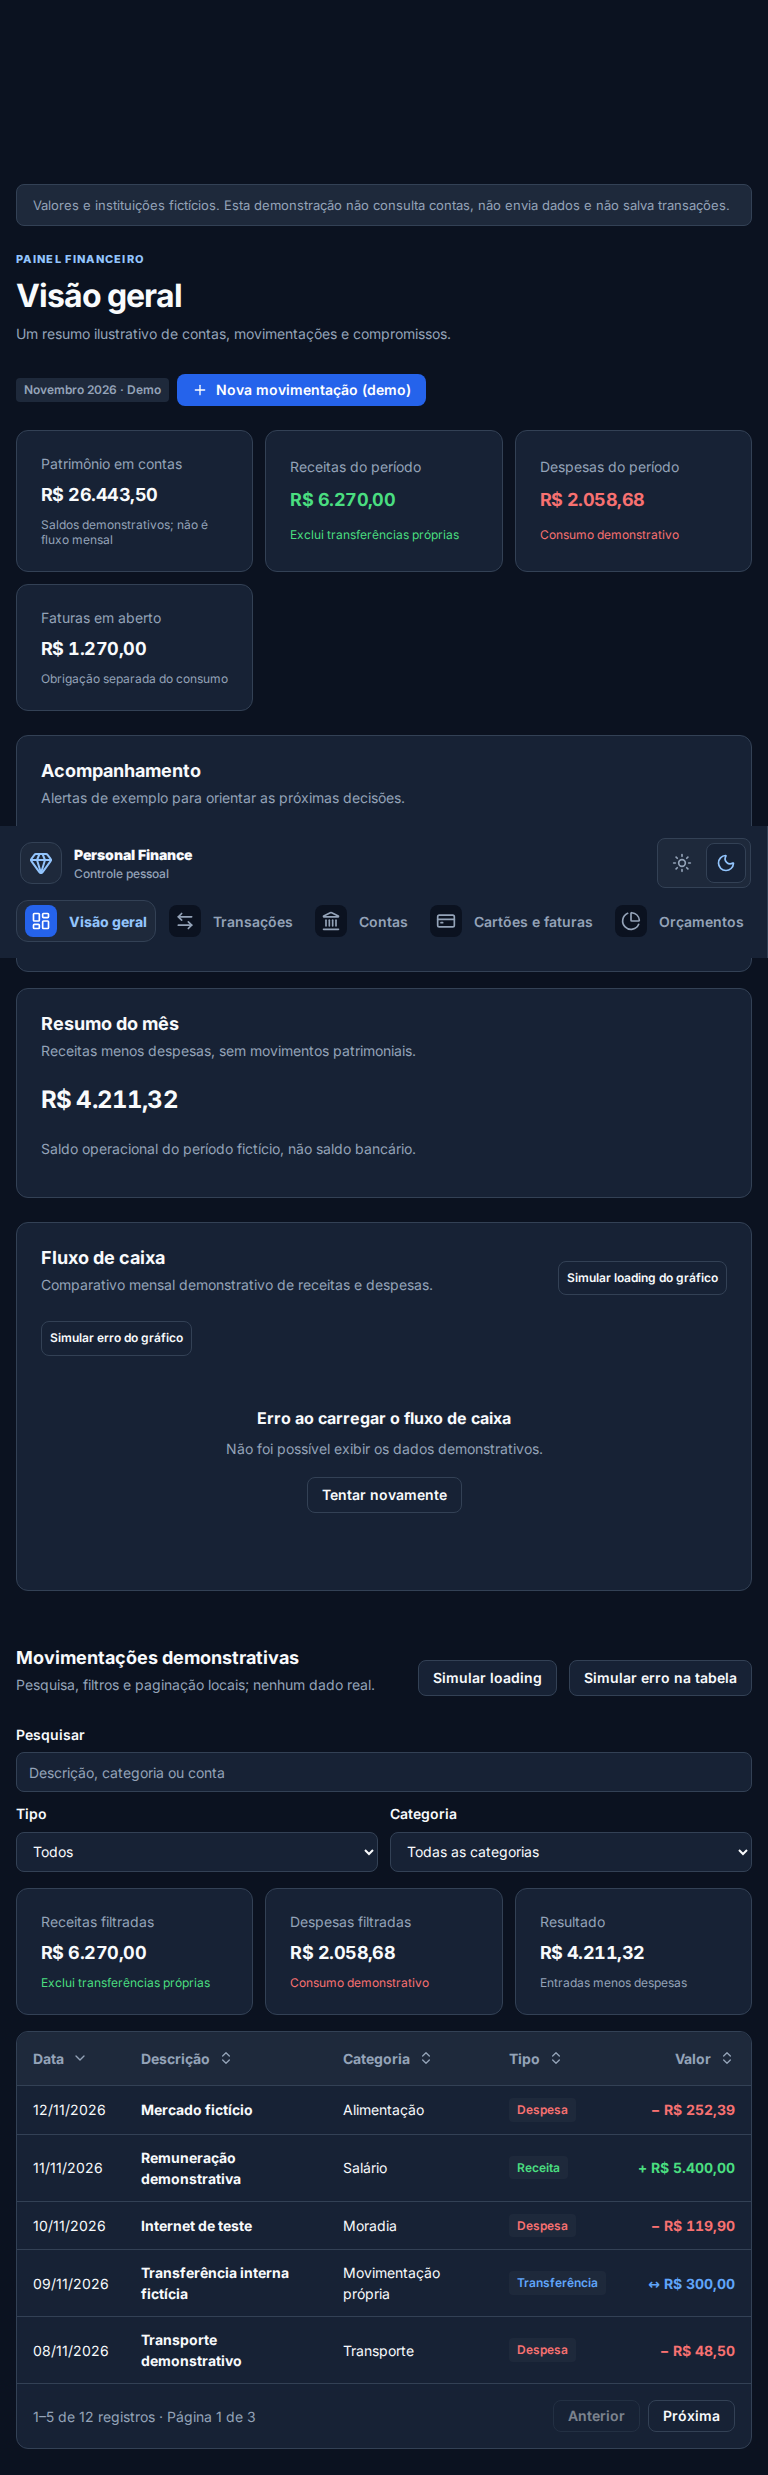 Valores e instituições fictícios. Esta demonstração não consulta contas, não envia dados e não salva transações.
PAINEL FINANCEIRO
Visão geral
Um resumo ilustrativo de contas, movimentações e compromissos.
Novembro 2026 · Demo
Nova movimentação (demo)
Patrimônio em contas
R$ 26.443,50
Saldos demonstrativos; não é
fluxo mensal
Receitas do período
R$ 6.270,00
Exclui transferências próprias
Despesas do período
R$ 2.058,68
Consumo demonstrativo
Faturas em aberto
R$ 1.270,00
Obrigação separada do consumo
Acompanhamento
Alertas de exemplo para orientar as próximas decisões.
Personal Finance
Controle pessoal
Visão geral
Transações
Contas
Cartões e faturas
Orçamentos
Resumo do mês
Receitas menos despesas, sem movimentos patrimoniais.
R$ 4.211,32
Saldo operacional do período fictício, não saldo bancário.
Fluxo de caixa
Comparativo mensal demonstrativo de receitas e despesas.
Simular loading do gráfico
Simular erro do gráfico
Erro ao carregar o fluxo de caixa
Não foi possível exibir os dados demonstrativos.
Tentar novamente
Movimentações demonstrativas
Pesquisa, filtros e paginação locais; nenhum dado real.
Simular loading
Simular erro na tabela
Pesquisar
Descrição, categoria ou conta
Tipo
Categoria
Todos
Todas as categorias
Receitas filtradas
R$ 6.270,00
Exclui transferências próprias
Despesas filtradas
R$ 2.058,68
Consumo demonstrativo
Resultado
R$ 4.211,32
Entradas menos despesas
Data Descrição Categoria Tipo Valor
12/11/2026 Mercado fictício Alimentação Despesa − R$ 252,39
11/11/2026 Remuneração demonstrativa Salário Receita + R$ 5.400,00
10/11/2026 Internet de teste Moradia Despesa − R$ 119,90
09/11/2026 Transferência interna fictícia Movimentação própria Transferência ↔ R$ 300,00
08/11/2026 Transporte demonstrativo Transporte Despesa − R$ 48,50
1–5 de 12 registros · Página 1 de 3
Anterior
Próxima